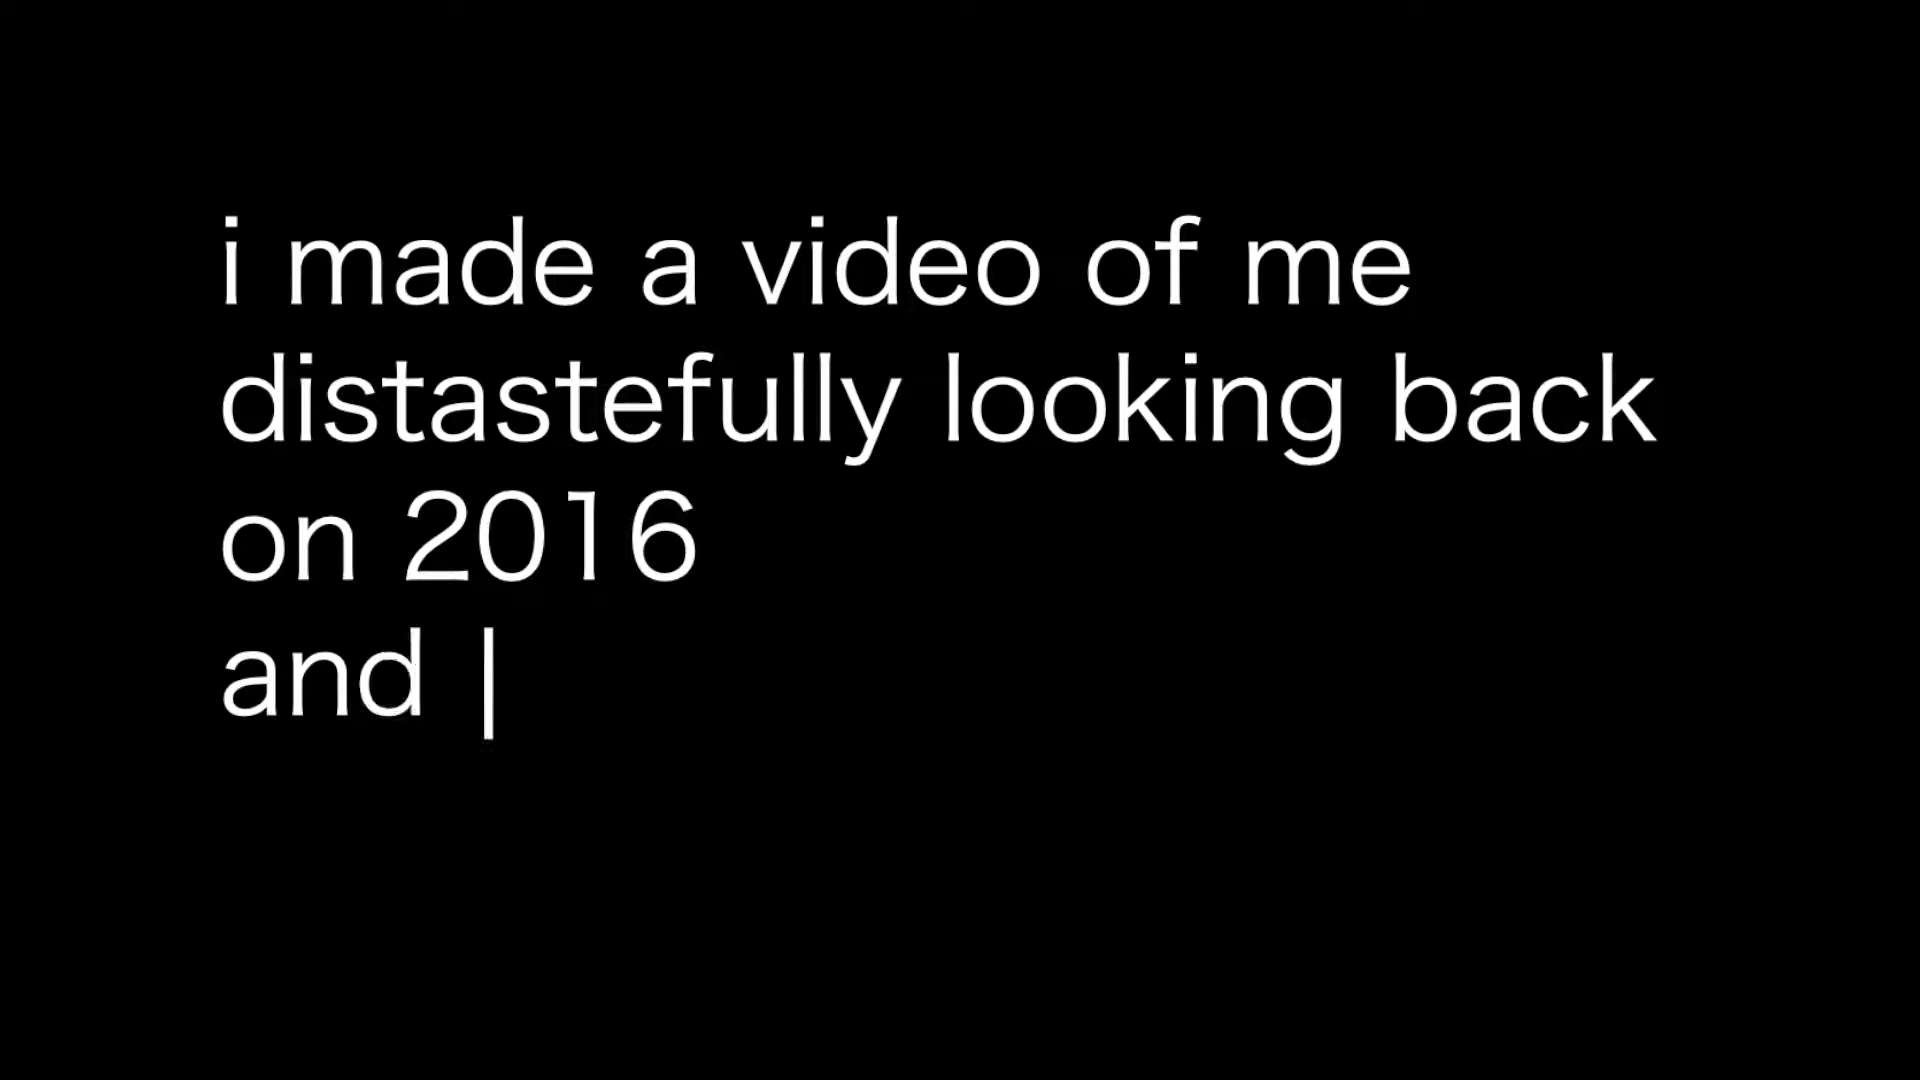 i made a video of me
distastefully looking back
on 2016
and |